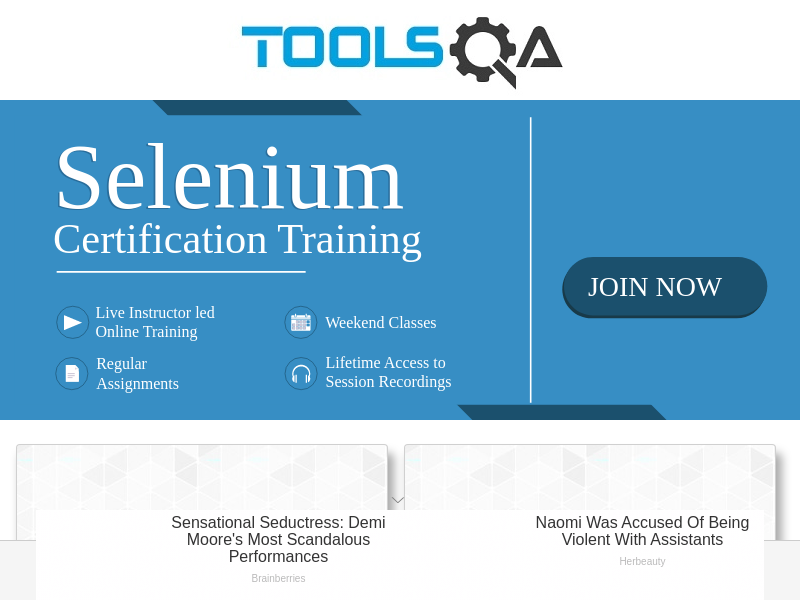 TOOLSQA
Selenium
Certification Training
JOIN NOW
Live Instructor led
Online Training
Weekend Classes
Regular
Assignments
Lifetime Access to
Session Recordings
Sensational Seductress: Demi
Moore's Most Scandalous
Performances
Brainberries
Naomi Was Accused Of Being
Violent With Assistants
Herbeauty